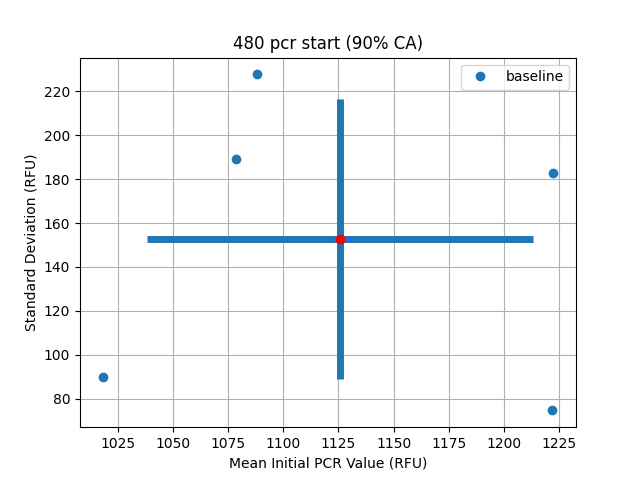 480 pcr start (90% CA)
baseline
220
200
180
160
140
120
100
80
Standard Deviation (RFU)
1025 1050 1075 1100 1125 1150 1175 1200 1225
Mean Initial PCR Value (RFU)